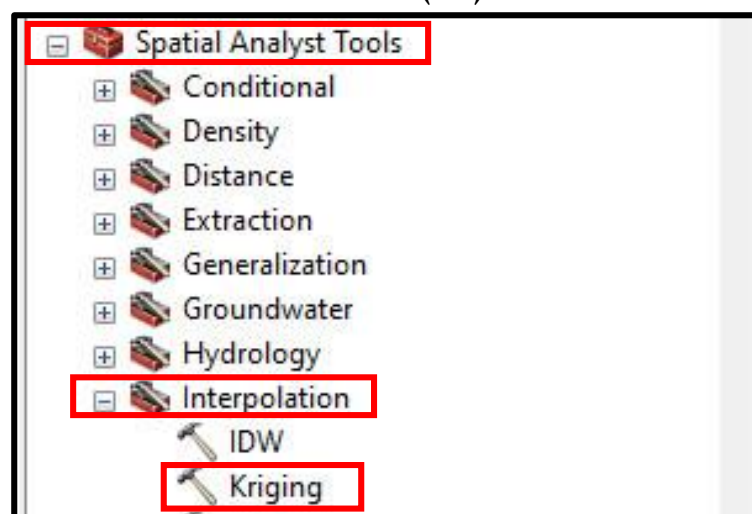 Spatial Analyst Tools
Conditional
Density
Distance
Extraction
Generalization
Groundwater
Hydrology
Interpolation
IDW
Kriging